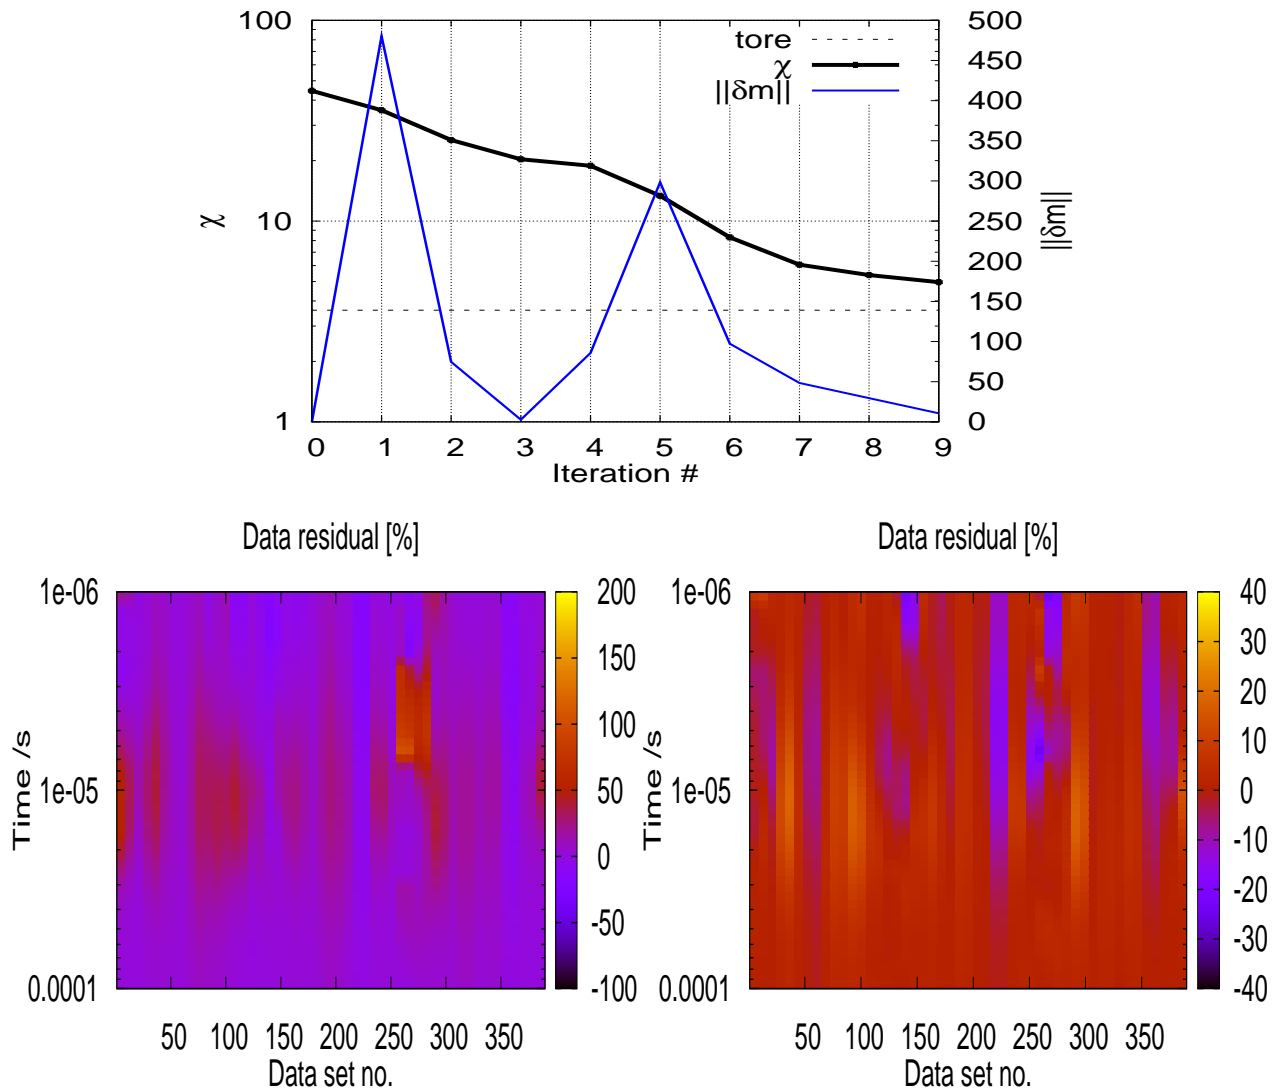 100
10
1
χ
tore
χ
||δm||
500
450
400
350
300
250
200
150
100
50
0
||δm||
0 1 2 3 4 5 6 7 8 9
Iteration #
Data residual [%]
1e-06
1e-05
0.0001
Time /s
50 100 150 200 250 300 350
Data set no.
200
150
100
50
0
-50
-100
Data residual [%]
1e-06
1e-05
0.0001
Time /s
50 100 150 200 250 300 350
Data set no.
40
30
20
10
0
-10
-20
-30
-40